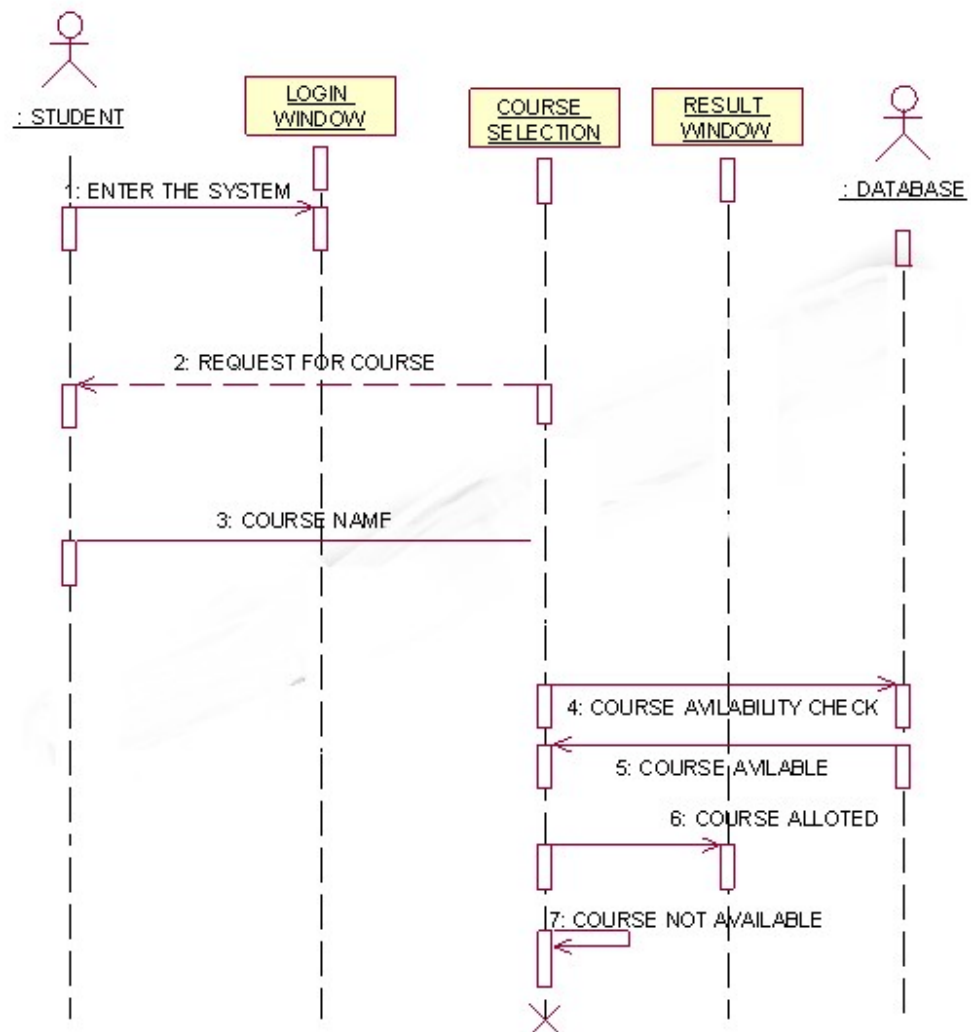 : STUDENT
LOGIN
WINDOW
COURSE
SELECTION
RESULT
WINDOW
: DATABASE
1: ENTER THE SYSTEM
2: REQUEST FOR COURSE
3: COURSE NAME
4: COURSE AVILABILITY CHECK
5: COURSE AVILABLE
6: COURSE ALLOTED
7: COURSE NOT AVAILABLE